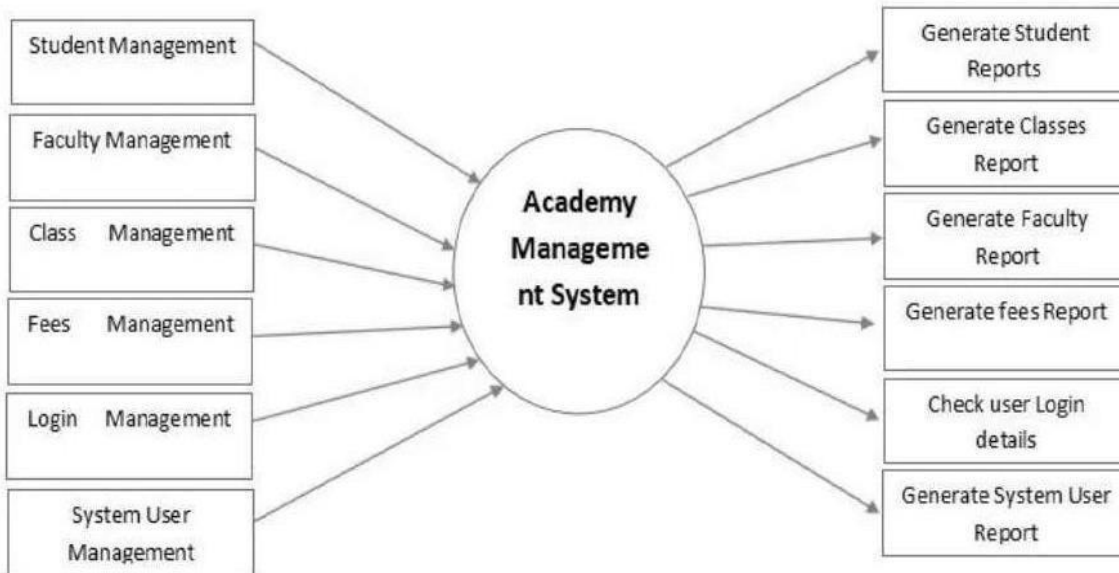 Student Management
Faculty Management
Class Management
Fees Management
Login Management
System User
Management
Academy
Manageme
nt System
Generate Student
Reports
Generate Classes
Report
Generate Faculty
Report
Generate fees Report
Check user Login
details
Generate System User
Report